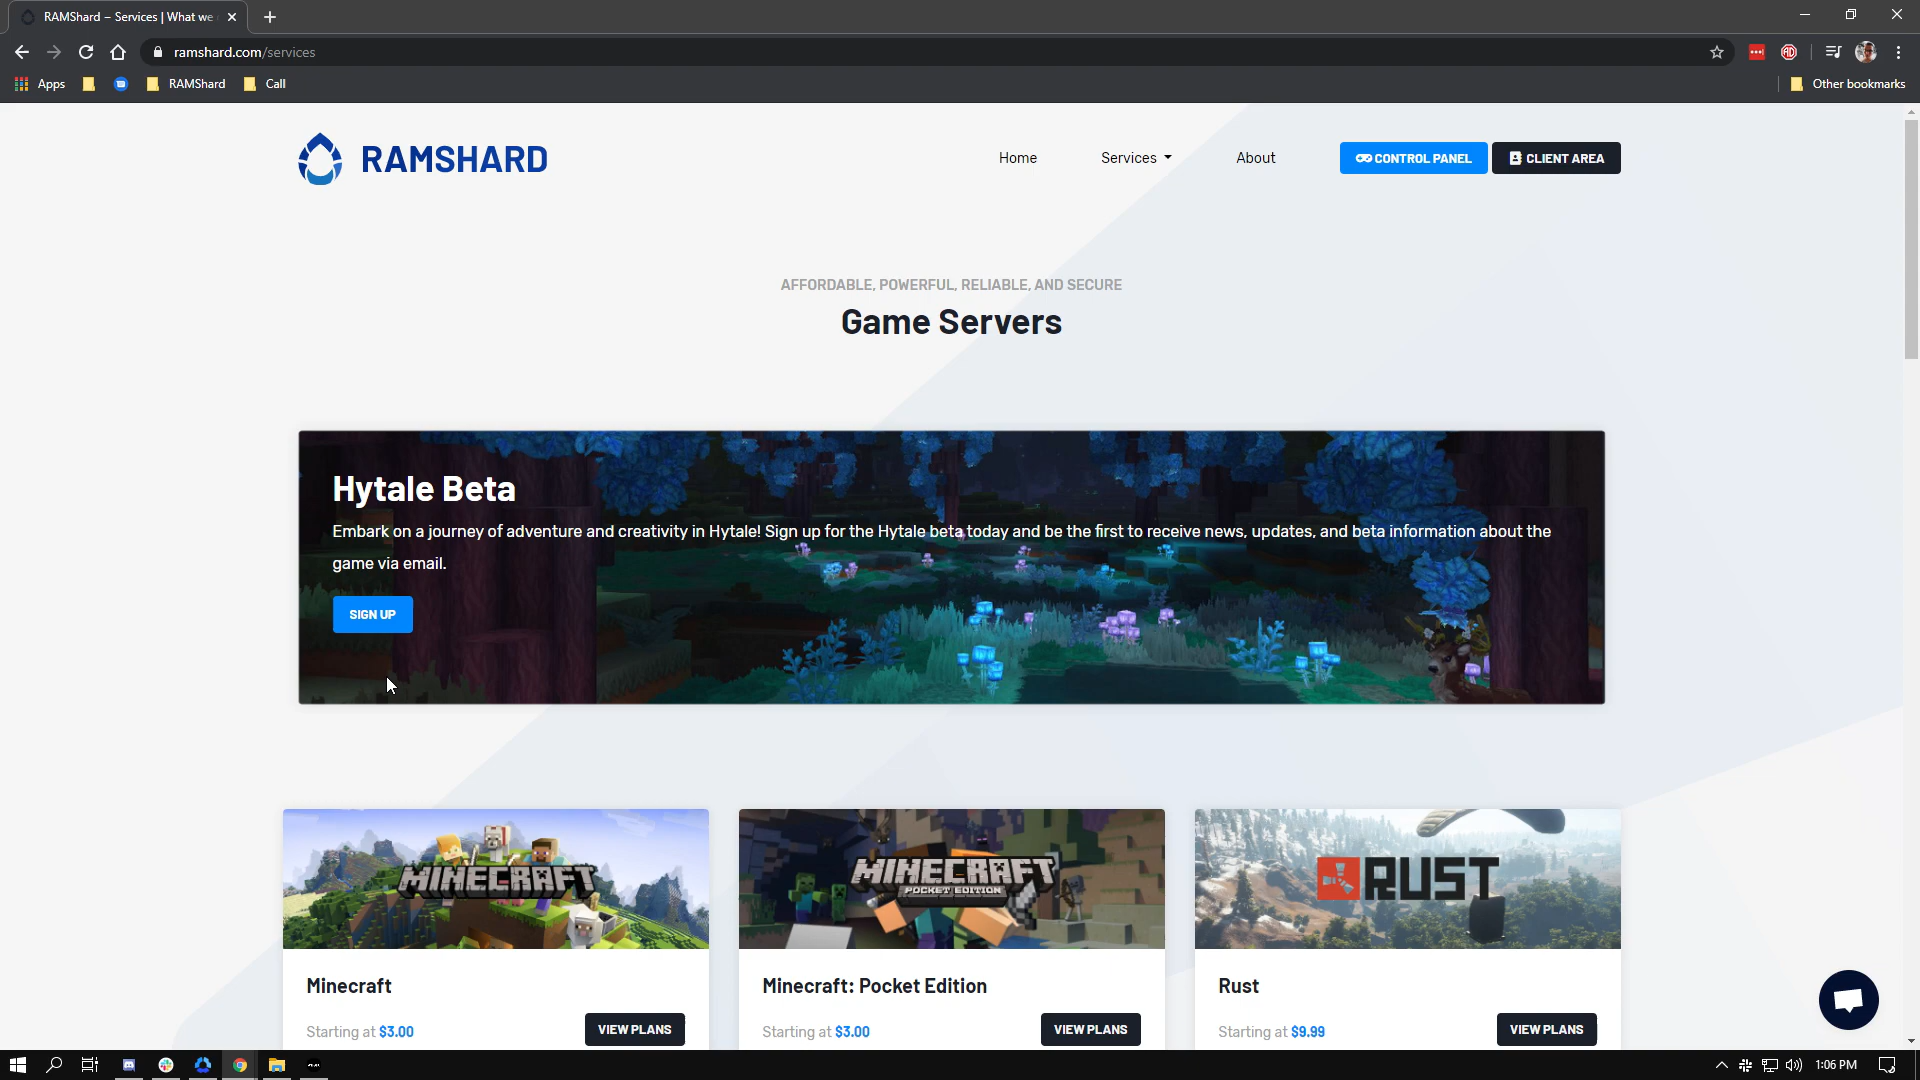 RAMShard – Services | What we
ramshard.com/services
Apps
RAMShard
Call
Other bookmarks
RAMSHARD
Home
Services
About
CONTROL PANEL
CLIENT AREA
AFFORDABLE, POWERFUL, RELIABLE, AND SECURE
Game Servers
Hytale Beta
Embark on a journey of adventure and creativity in Hytale! Sign up for the Hytale beta today and be the first to receive news, updates, and beta information about the
game via email.
SIGN UP
MINECRAFT
MINECRAFT
POCKET EDITION
RUST
Minecraft
Minecraft: Pocket Edition
Rust
Starting at $3.00
VIEW PLANS
Starting at $3.00
VIEW PLANS
Starting at $9.99
VIEW PLANS
1:06 PM